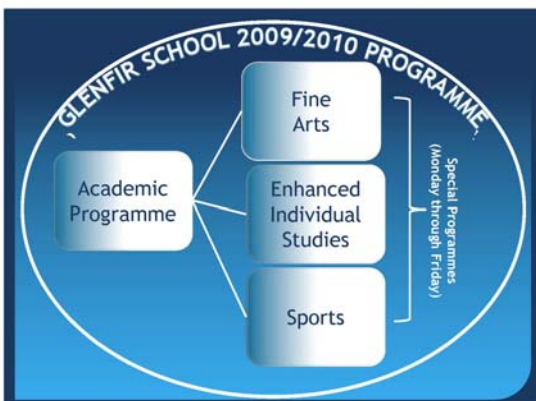 GLENFIR SCHOOL 2009/2010 PROGRAMME
Academic
Programme
Fine
Arts
Enhanced
Individual
Studies
Sports
Special Programmes
(Monday through Friday)